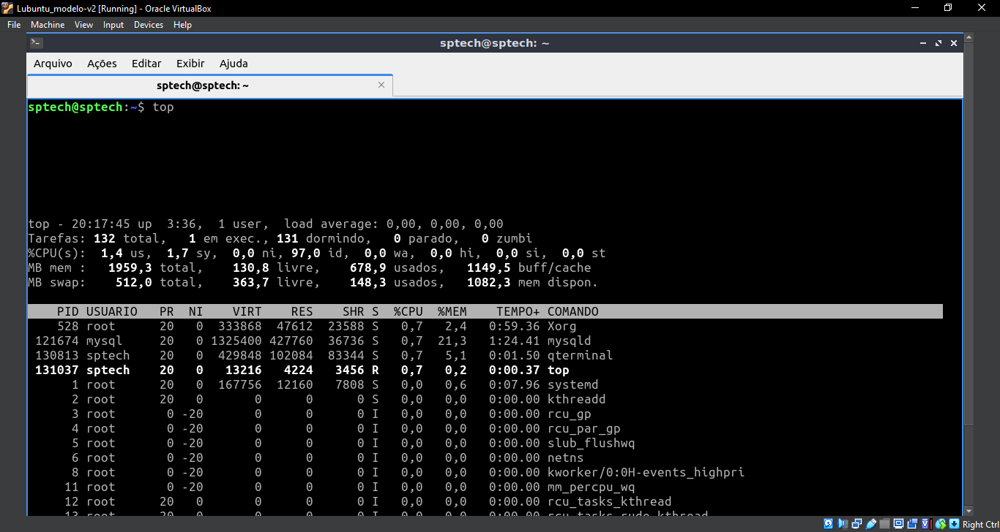 Lubuntu_modelo-v2 [Running] - Oracle VirtualBox
File Machine View Input Devices Help
sptech@sptech: ~
Arquivo Ações Editar Exibir Ajuda
sptech@sptech: ~
sptech@sptech:~$ top
top - 20:17:45 up  3:36,  1 user,  load average: 0,00, 0,00, 0,00
Tarefas: 132 total,   1 em exec., 131 dormindo,   0 parado,   0 zumbi
%CPU(s):  1,4 us,  1,7 sy,  0,0 ni, 97,0 id,  0,0 wa,  0,0 hi,  0,0 si,  0,0 st
MB mem :   1959,3 total,    130,8 livre,    678,9 usados,   1149,5 buff/cache
MB swap:    512,0 total,    363,7 livre,    148,3 usados,   1082,3 mem dispon.
PID USUARIO   PR  NI    VIRT    RES    SHR S  %CPU  %MEM    TEMPO+ COMANDO
528 root      20   0  333868  47612  23588 S   0,7   2,4   0:59.36 Xorg
121674 mysql     20   0 1325400 427760  36736 S   0,7  21,3   1:24.41 mysqld
130813 sptech    20   0  429848 102084  83344 S   0,7   5,1   0:01.50 qterminal
131037 sptech    20   0   13216   4224   3456 R   0,7   0,2   0:00.37 top
1 root      20   0  167756  12160   7808 S   0,0   0,6   0:07.96 systemd
2 root      20   0       0      0      0 S   0,0   0,0   0:00.00 kthreadd
3 root       0 -20       0      0      0 I   0,0   0,0   0:00.00 rcu_gp
4 root       0 -20       0      0      0 I   0,0   0,0   0:00.00 rcu_par_gp
5 root       0 -20       0      0      0 I   0,0   0,0   0:00.00 slub_flushwq
6 root       0 -20       0      0      0 I   0,0   0,0   0:00.00 netns
8 root       0 -20       0      0      0 I   0,0   0,0   0:00.00 kworker/0:0H-events_highpri
11 root       0 -20       0      0      0 I   0,0   0,0   0:00.00 mm_percpu_wq
12 root      20   0       0      0      0 I   0,0   0,0   0:00.00 rcu_tasks_kthread
13 root      20   0       0      0      0 I   0,0   0,0   0:00.00 rcu_tasks_rude_kthread
Right Ctrl